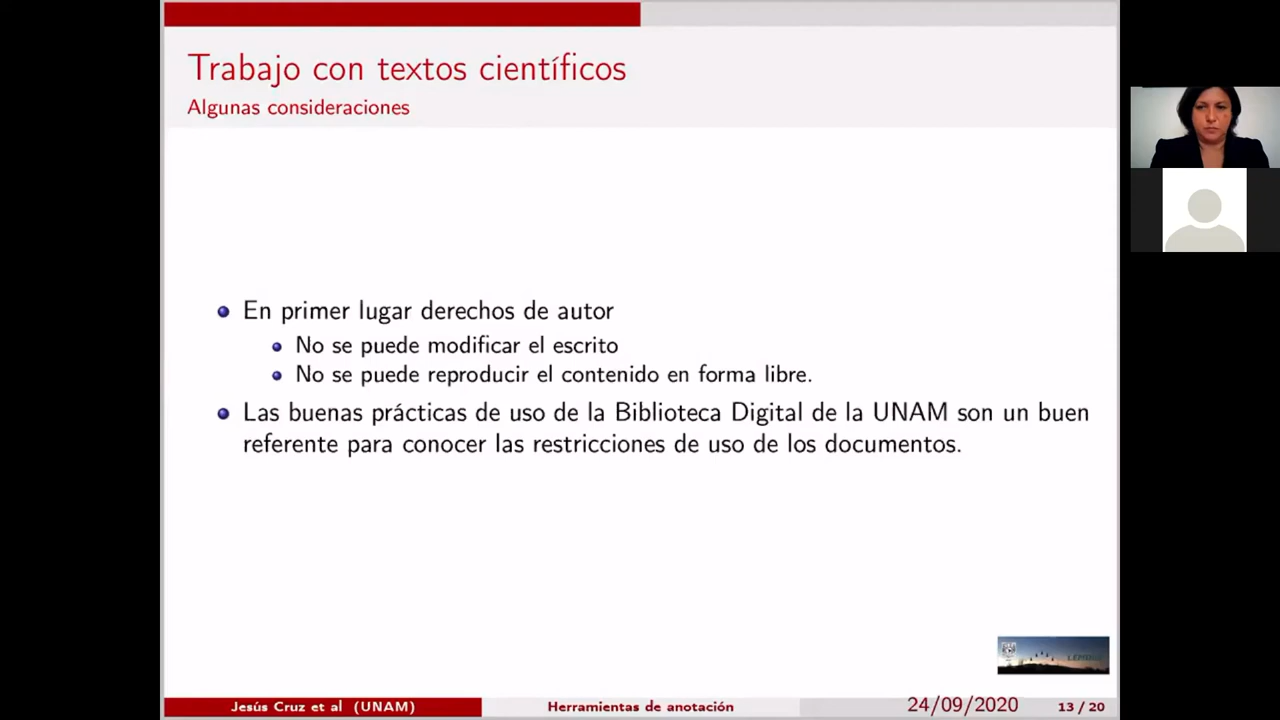 Trabajo con textos científicos
Algunas consideraciones
En primer lugar derechos de autor
No se puede modificar el escrito
No se puede reproducir el contenido en forma libre.
Las buenas prácticas de uso de la Biblioteca Digital de la UNAM son un buen
referente para conocer las restricciones de uso de los documentos.
Jesús Cruz et al (UNAM)
Herramientas de anotación
24/09/2020
13 / 20